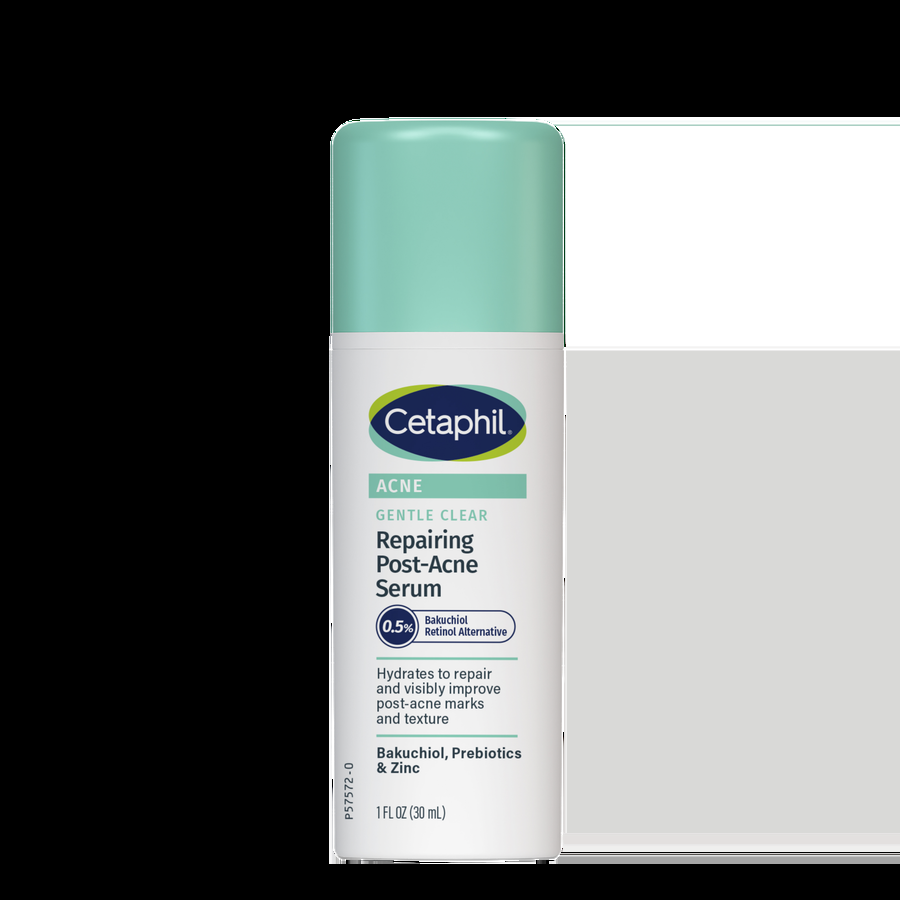 Cetaphil®
ACNE
GENTLE CLEAR
Repairing
Post-Acne
Serum
0.5%
Bakuchiol
Retinol Alternative
Hydrates to repair
and visibly improve
post-acne marks
and texture
Bakuchiol, Prebiotics
& Zinc
1 FL OZ (30 mL)
P57572-0